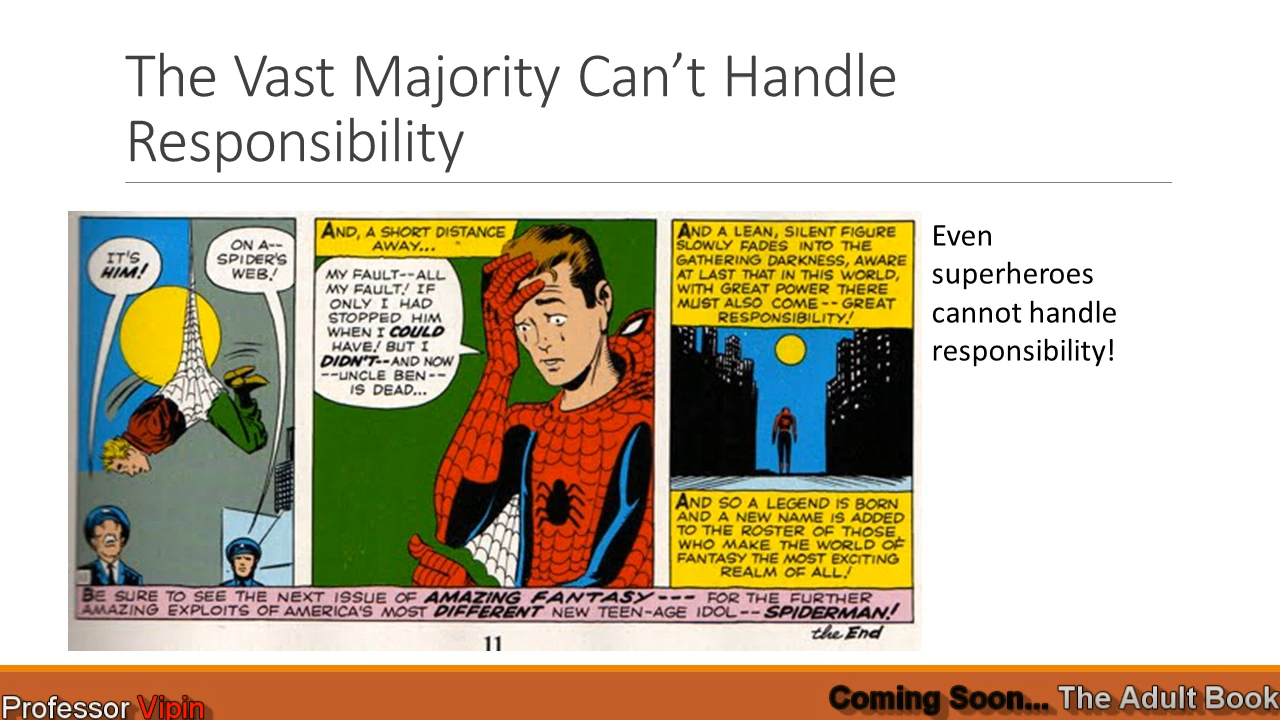 The Vast Majority Can’t Handle
Responsibility
IT'S
HIM!
ON A--
SPIDER'S
WEB!
AND, A SHORT DISTANCE
AWAY...
MY FAULT--ALL
MY FAULT! IF
ONLY I HAD
STOPPED HIM
WHEN I COULD
HAVE! BUT I
DIDN'T--AND NOW
--UNCLE BEN--
IS DEAD...
AND A LEAN, SILENT FIGURE
SLOWLY FADES INTO THE
GATHERING DARKNESS, AWARE
AT LAST THAT IN THIS WORLD,
WITH GREAT POWER THERE
MUST ALSO COME -- GREAT
RESPONSIBILITY!
AND SO A LEGEND IS BORN
AND A NEW NAME IS ADDED
TO THE ROSTER OF THOSE
WHO MAKE THE WORLD OF
FANTASY THE MOST EXCITING
REALM OF ALL!
BE SURE TO SEE THE NEXT ISSUE OF AMAZING FANTASY --- FOR THE FURTHER
AMAZING EXPLOITS OF AMERICA'S MOST DIFFERENT NEW TEEN-AGE IDOL-- SPIDERMAN!
the End
11
Even
superheroes
cannot handle
responsibility!
Professor Vipin
Coming Soon... The Adult Book